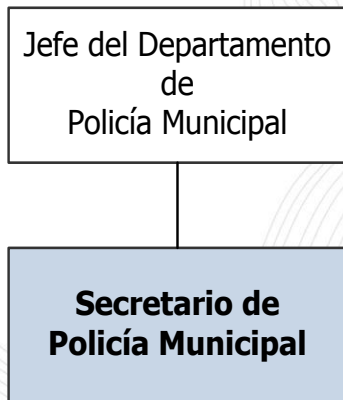 Jefe del Departamento
de
Policía Municipal
Secretario de
Policía Municipal